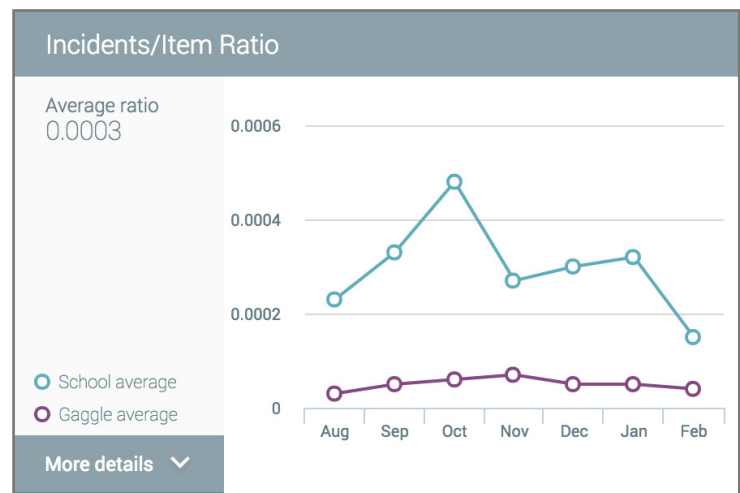 Incidents/Item Ratio
Average ratio
0.0003
0.0006
0.0004
0.0002
0
Aug Sep Oct Nov Dec Jan Feb
School average
Gaggle average
More details